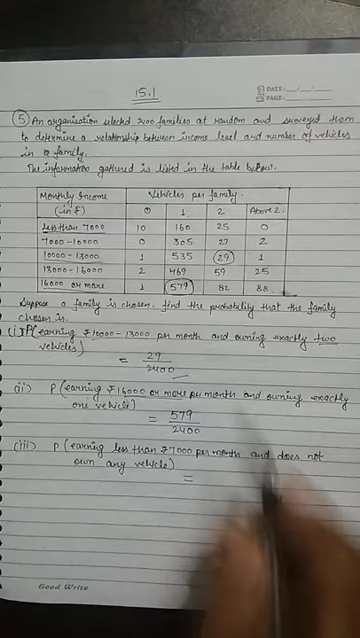 15.1
DATE:
PAGE:
(5) An organisation selected 2400 families at random and surveyed them
to determine a relationship between income level and number of vehicles
in a family.
The information gathered is listed in the table below.
Monthly Income (in ₹) Vehicles per family
0 1 2 Above 2
Less than 7000 10 160 25 0
7000-10000 0 305 27 2
10000-13000 1 535 29 1
13000-16000 2 469 59 25
16000 or more 1 579 82 88
Suppose a family is chosen. find the probability that the family
chosen is.
(i) P(earning ₹10000-13000 per month and owning exactly two
vehicles)
= 29/2400
(ii) P(earning ₹16000 or more per month and owning exactly
one vehicle)
= 579/2400
(iii) P(earning less than ₹7000 per month and does not
own any vehicle)
=
Good Write